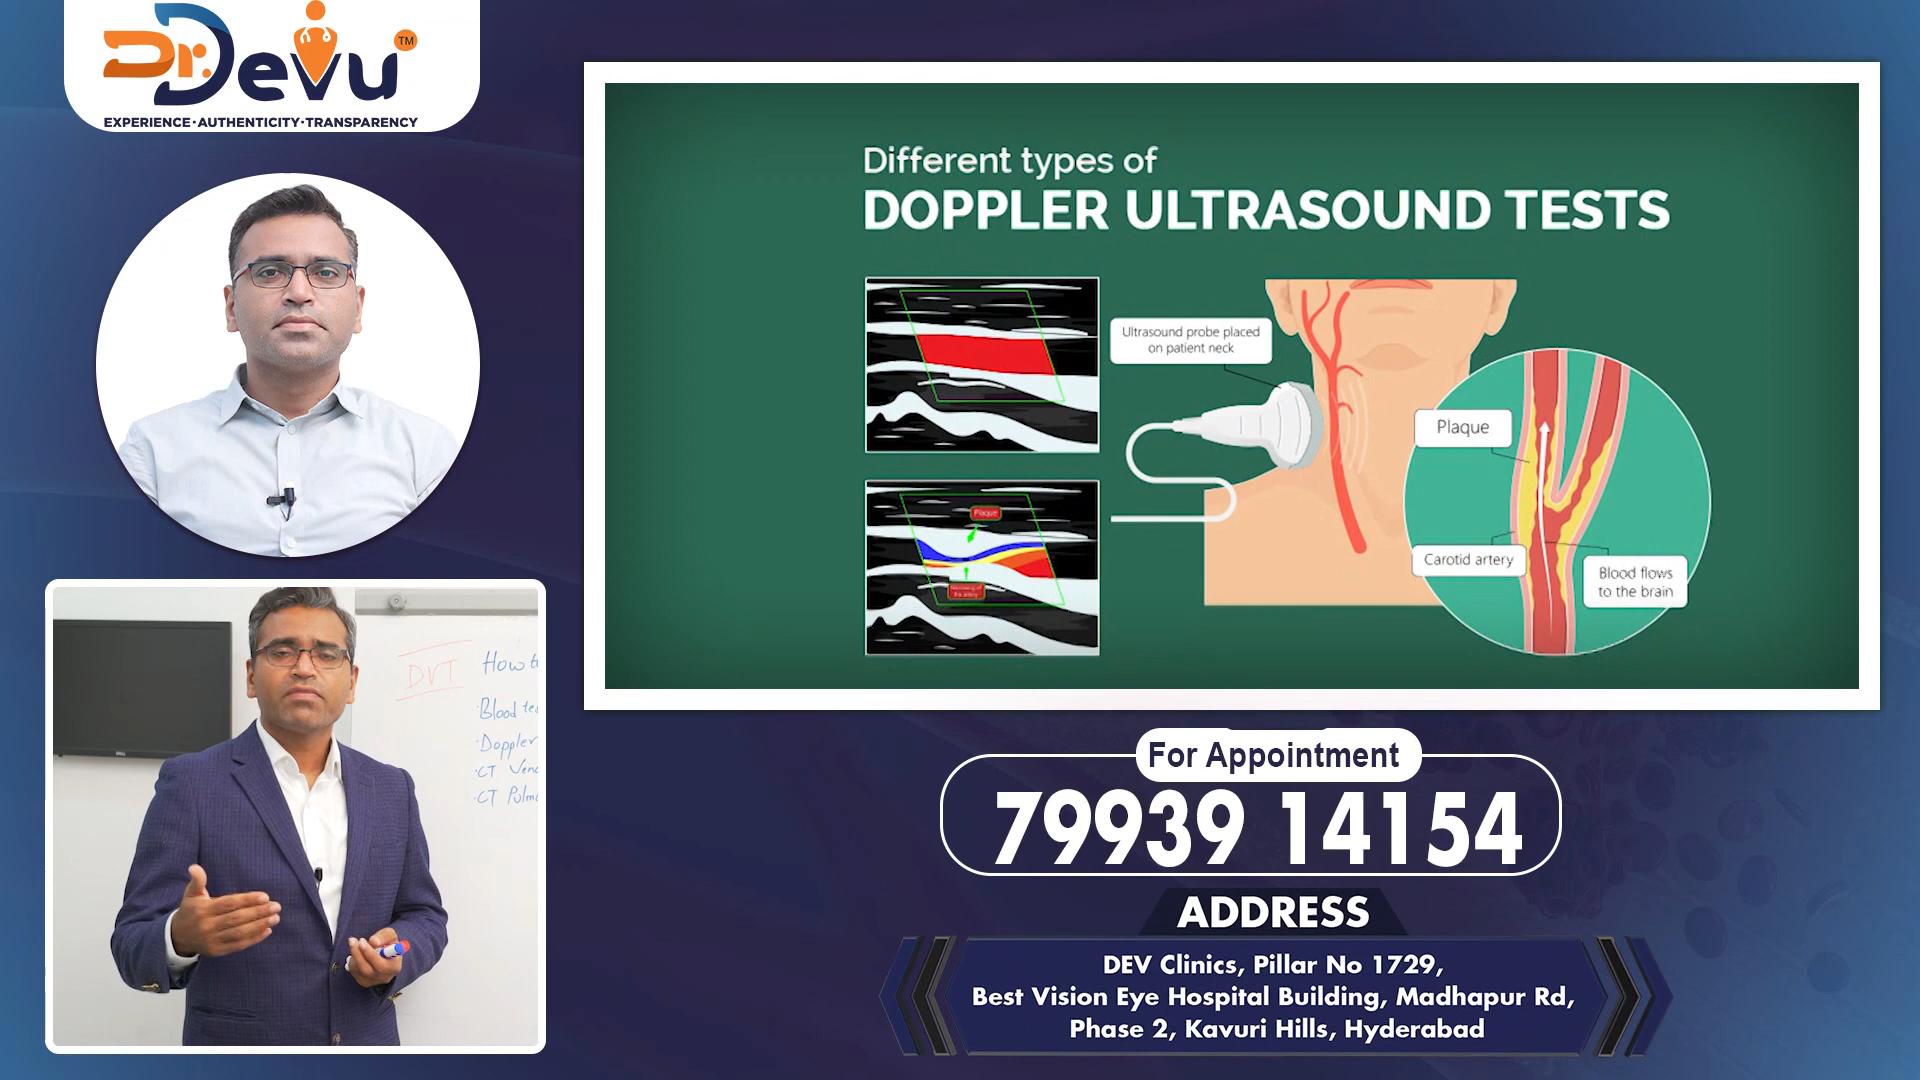 Dr. Devu TM
EXPERIENCE·AUTHENTICITY·TRANSPARENCY
Different types of
DOPPLER ULTRASOUND TESTS
Ultrasound probe placed
on patient neck
Plaque
Plaque
Carotid artery
Blood flows
to the brain
DELL
DVT
How
Blood
Doppler
CT
CT
For Appointment
79939 14154
ADDRESS
DEV Clinics, Pillar No 1729,
Best Vision Eye Hospital Building, Madhapur Rd,
Phase 2, Kavuri Hills, Hyderabad